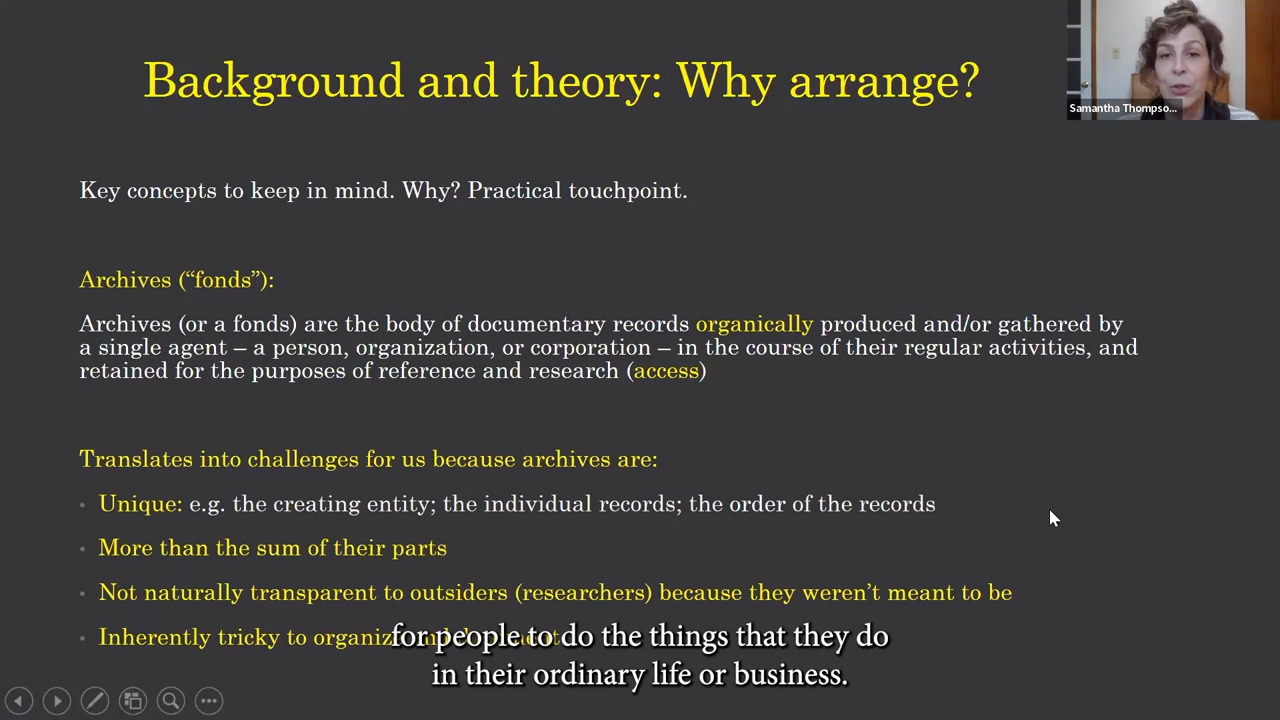 Background and theory: Why arrange?
Samantha Thompso...
Key concepts to keep in mind. Why? Practical touchpoint.
Archives (“fonds”):
Archives (or a fonds) are the body of documentary records organically produced and/or gathered by
a single agent – a person, organization, or corporation – in the course of their regular activities, and
retained for the purposes of reference and research (access)
Translates into challenges for us because archives are:
• Unique: e.g. the creating entity; the individual records; the order of the records
• More than the sum of their parts
• Not naturally transparent to outsiders (researchers) because they weren’t meant to be
• Inherently tricky to
for people to do the things that they do
in their ordinary life or business.